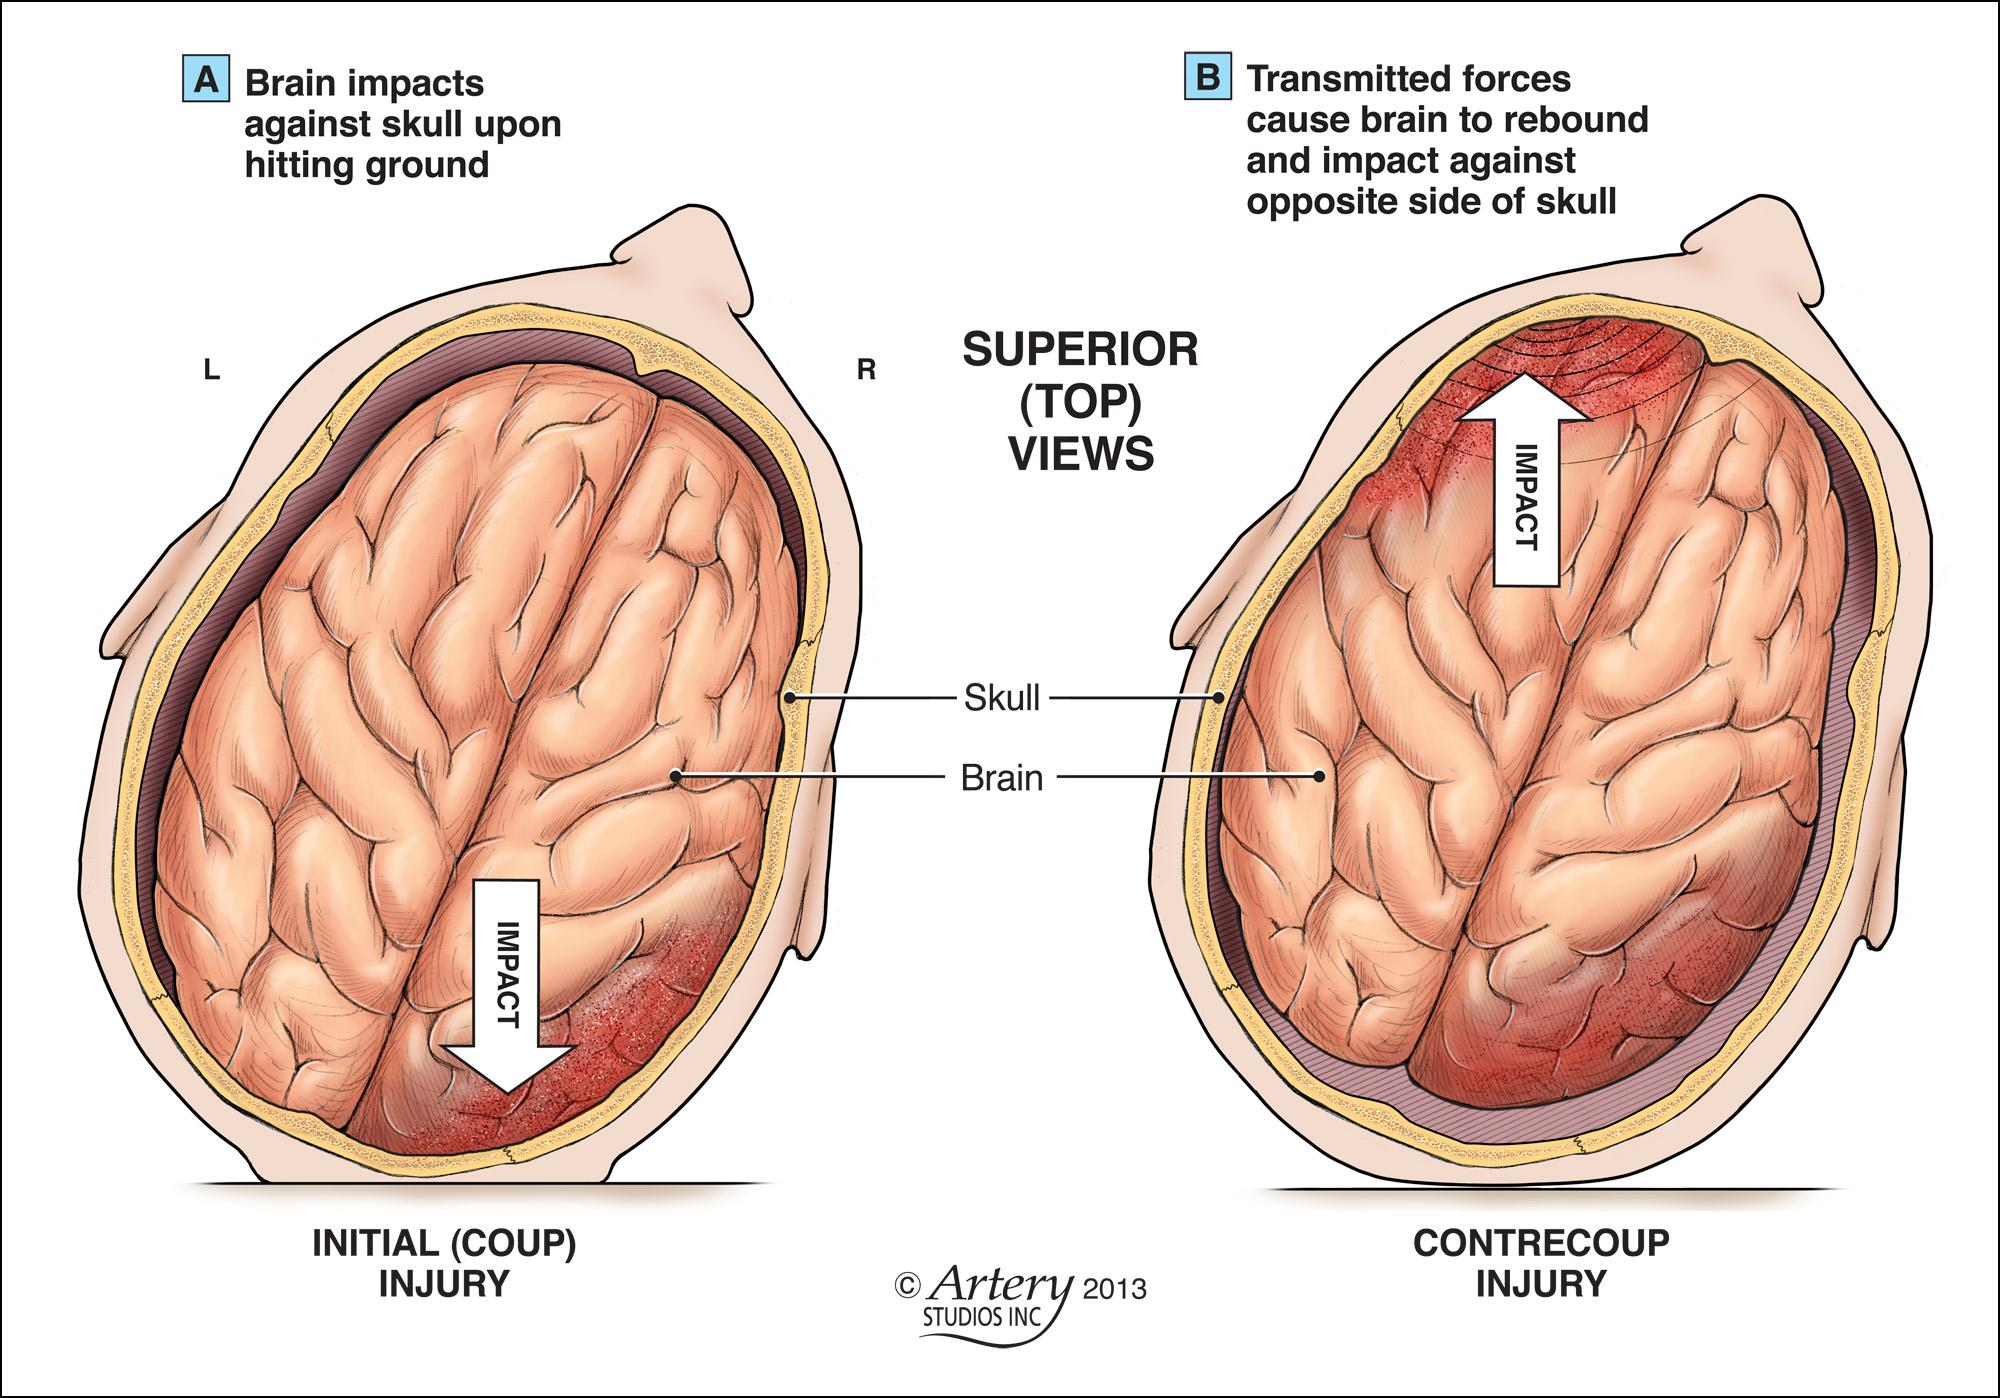 A Brain impacts
against skull upon
hitting ground
B Transmitted forces
cause brain to rebound
and impact against
opposite side of skull
L
R
SUPERIOR
(TOP)
VIEWS
IMPACT
Skull
Brain
IMPACT
INITIAL (COUP)
INJURY
CONTRECOUP
INJURY
© Artery 2013
STUDIOS INC